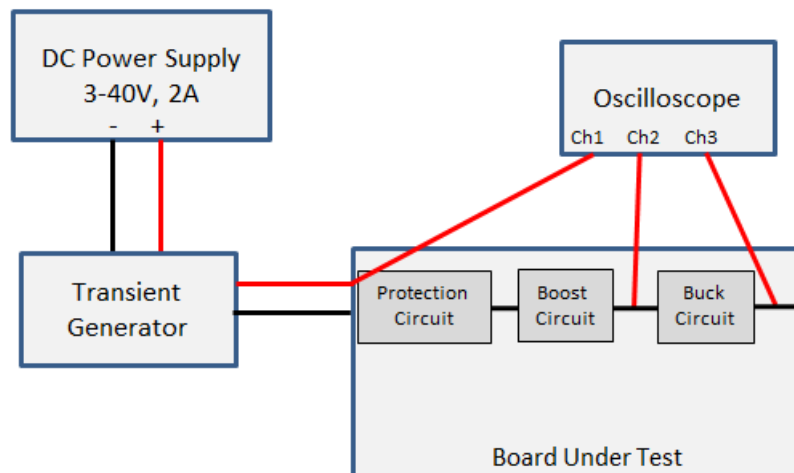 DC Power Supply
3-40V, 2A
- +
Oscilloscope
Ch1 Ch2 Ch3
Transient
Generator
Protection
Circuit
Boost
Circuit
Buck
Circuit
Board Under Test